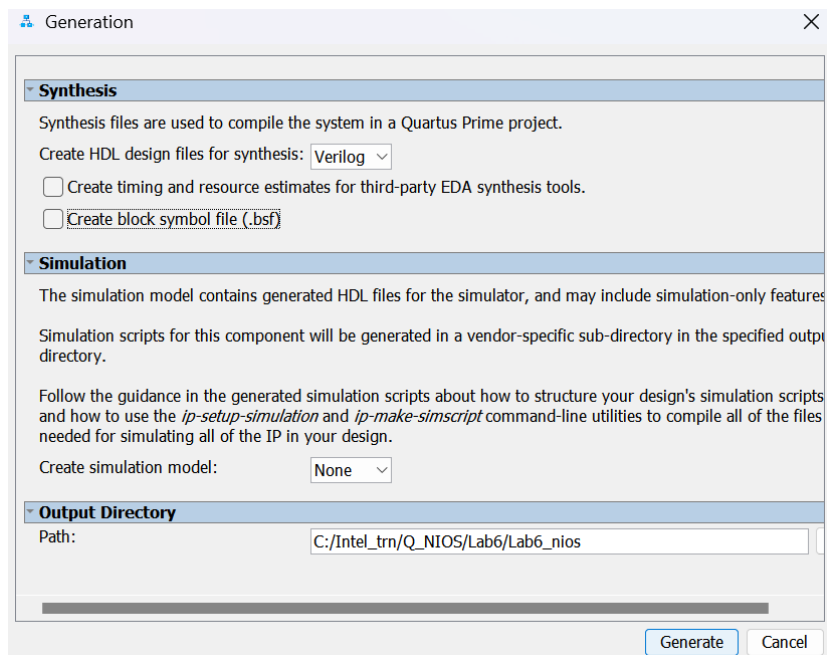 Generation
Synthesis
Synthesis files are used to compile the system in a Quartus Prime project.
Create HDL design files for synthesis: Verilog
Create timing and resource estimates for third-party EDA synthesis tools.
Create block symbol file (.bsf)
Simulation
The simulation model contains generated HDL files for the simulator, and may include simulation-only features
Simulation scripts for this component will be generated in a vendor-specific sub-directory in the specified outpu
directory.
Follow the guidance in the generated simulation scripts about how to structure your design's simulation scripts
and how to use the ip-setup-simulation and ip-make-simscript command-line utilities to compile all of the files
needed for simulating all of the IP in your design.
Create simulation model: None
Output Directory
Path: C:/Intel_trn/Q_NIOS/Lab6/Lab6_nios
Generate Cancel